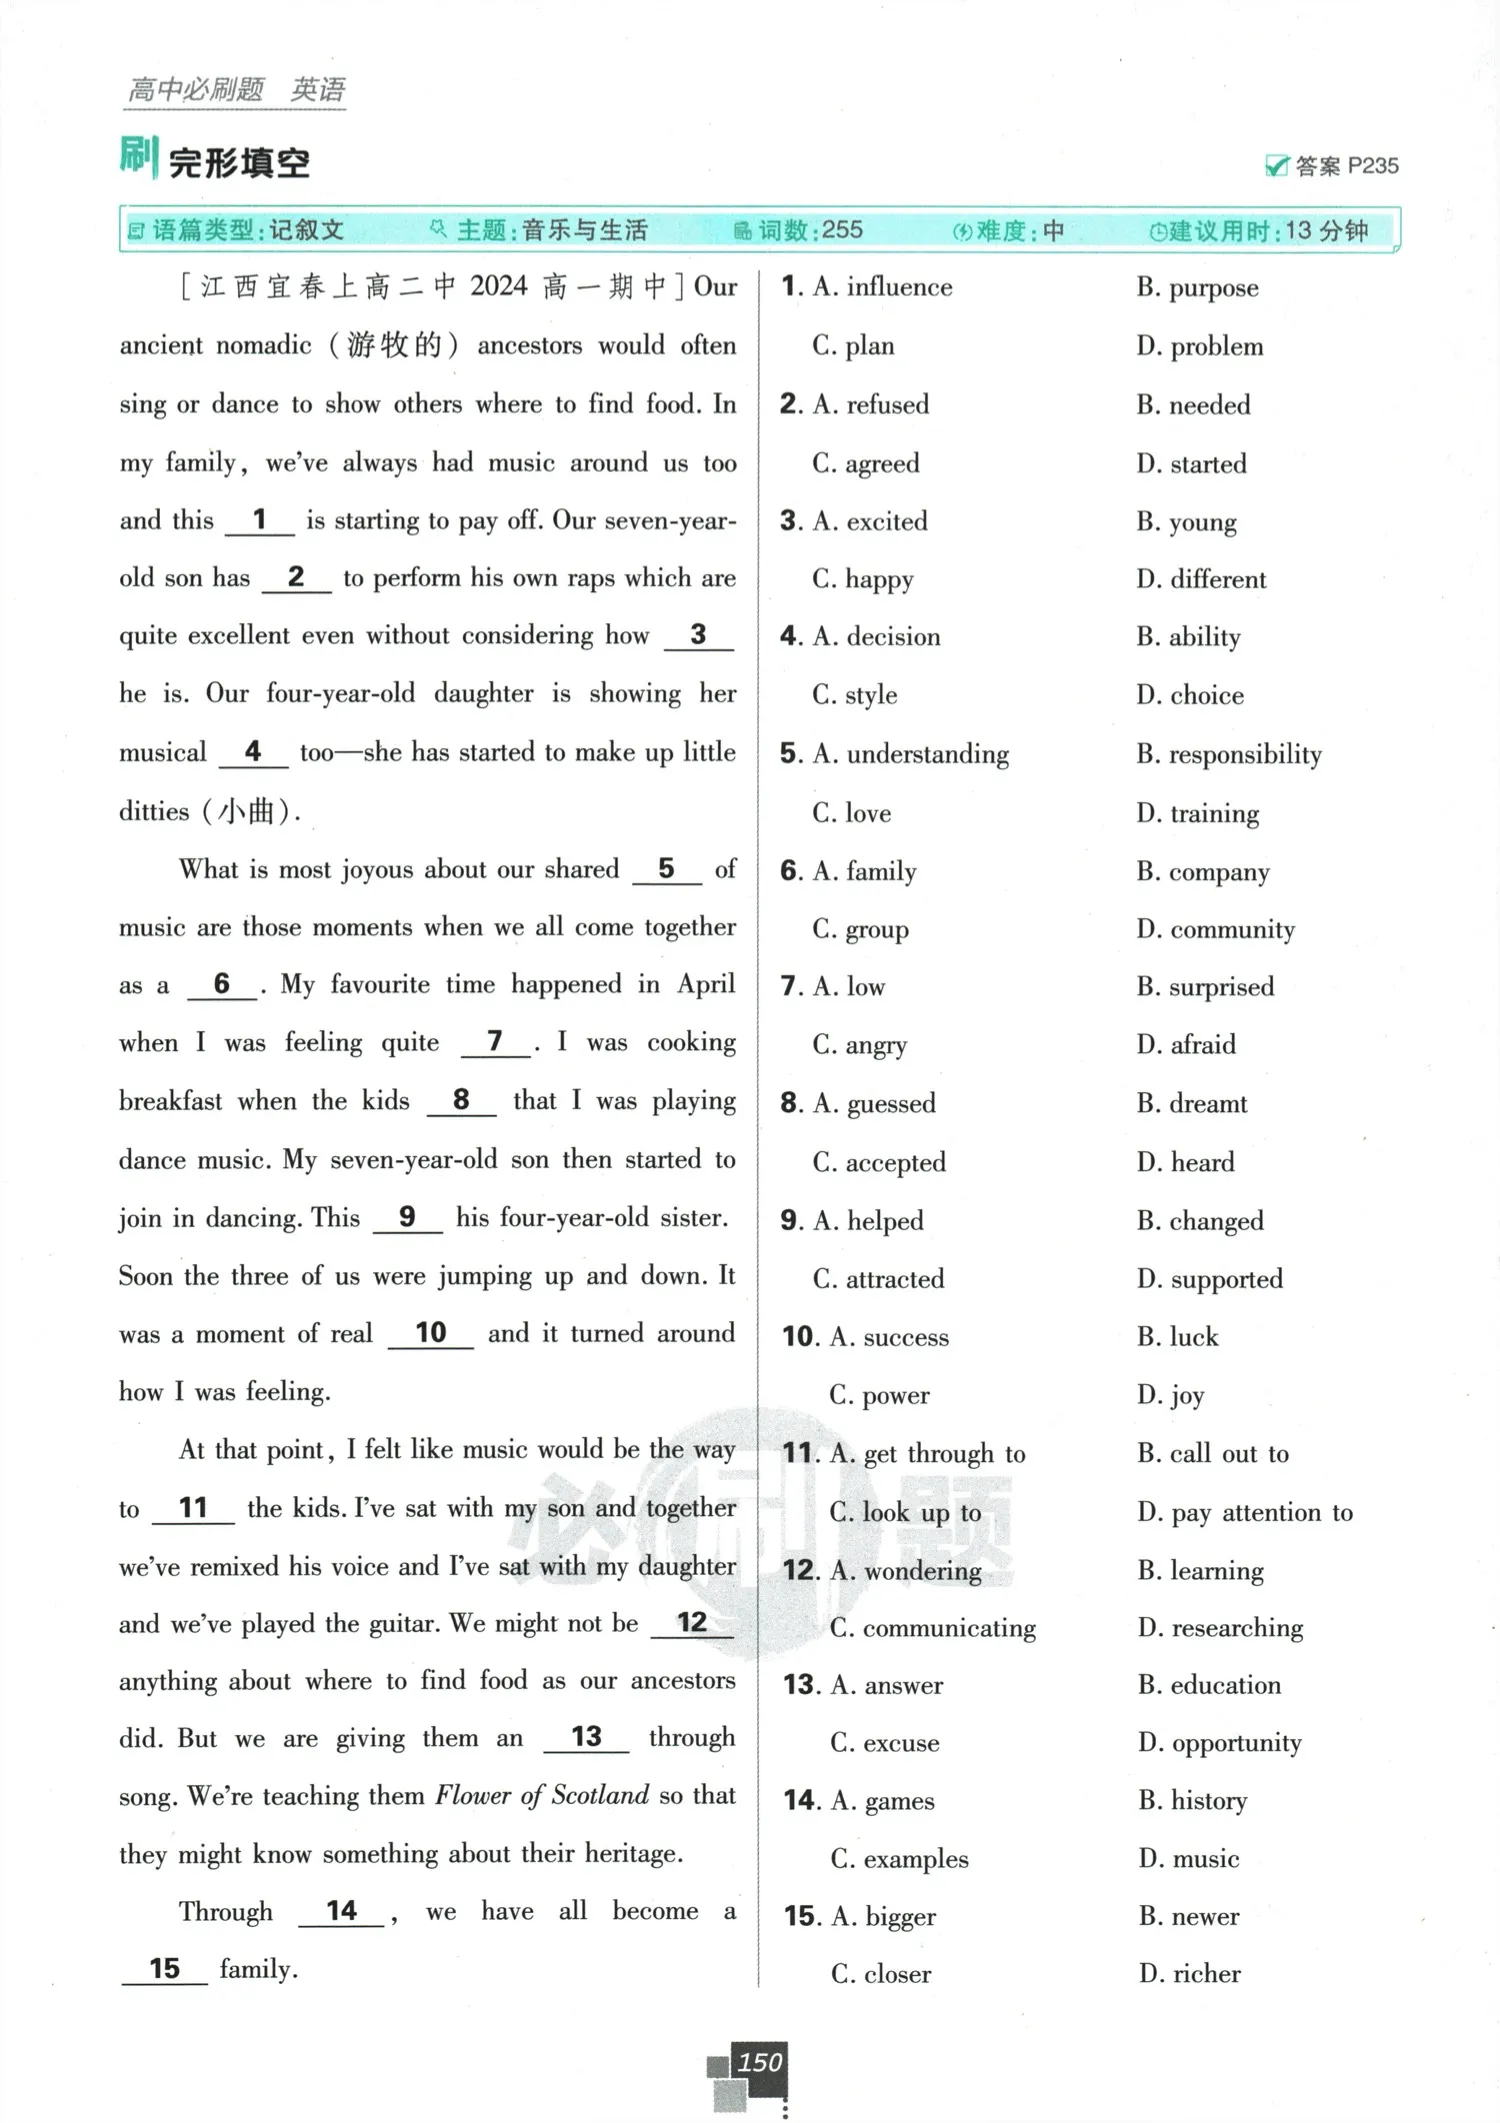 高中必刷题 英语
刷 完形填空
答案 P235
语篇类型:记叙文 主题:音乐与生活 词数:255 难度:中 建议用时:13 分钟
[江西宜春上高二中 2024 高一期中] Our
ancient nomadic (游牧的) ancestors would often
sing or dance to show others where to find food. In
my family, we've always had music around us too
and this 1 is starting to pay off. Our seven-year-
old son has 2 to perform his own raps which are
quite excellent even without considering how 3
he is. Our four-year-old daughter is showing her
musical 4 too—she has started to make up little
ditties (小曲).
What is most joyous about our shared 5 of
music are those moments when we all come together
as a 6 . My favourite time happened in April
when I was feeling quite 7 . I was cooking
breakfast when the kids 8 that I was playing
dance music. My seven-year-old son then started to
join in dancing. This 9 his four-year-old sister.
Soon the three of us were jumping up and down. It
was a moment of real 10 and it turned around
how I was feeling.
At that point, I felt like music would be the way
to 11 the kids. I've sat with my son and together
we've remixed his voice and I've sat with my daughter
and we've played the guitar. We might not be 12
anything about where to find food as our ancestors
did. But we are giving them an 13 through
song. We're teaching them Flower of Scotland so that
they might know something about their heritage.
Through 14 , we have all become a
15 family.
1. A. influence B. purpose
C. plan D. problem
2. A. refused B. needed
C. agreed D. started
3. A. excited B. young
C. happy D. different
4. A. decision B. ability
C. style D. choice
5. A. understanding B. responsibility
C. love D. training
6. A. family B. company
C. group D. community
7. A. low B. surprised
C. angry D. afraid
8. A. guessed B. dreamt
C. accepted D. heard
9. A. helped B. changed
C. attracted D. supported
10. A. success B. luck
C. power D. joy
11. A. get through to B. call out to
C. look up to D. pay attention to
12. A. wondering B. learning
C. communicating D. researching
13. A. answer B. education
C. excuse D. opportunity
14. A. games B. history
C. examples D. music
15. A. bigger B. newer
C. closer D. richer
必刷题
150